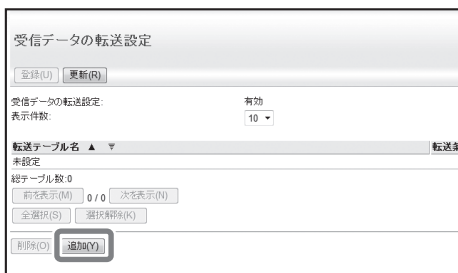 受信データの転送設定
登録(U) 更新(R)
受信データの転送設定: 有効
表示件数: 10
転送テーブル名 ▲ ▼ 転送条
未設定
総テーブル数:0
前を表示(M) 0 / 0 次を表示(N)
全選択(S) 選択解除(K)
削除(O) 追加(Y)